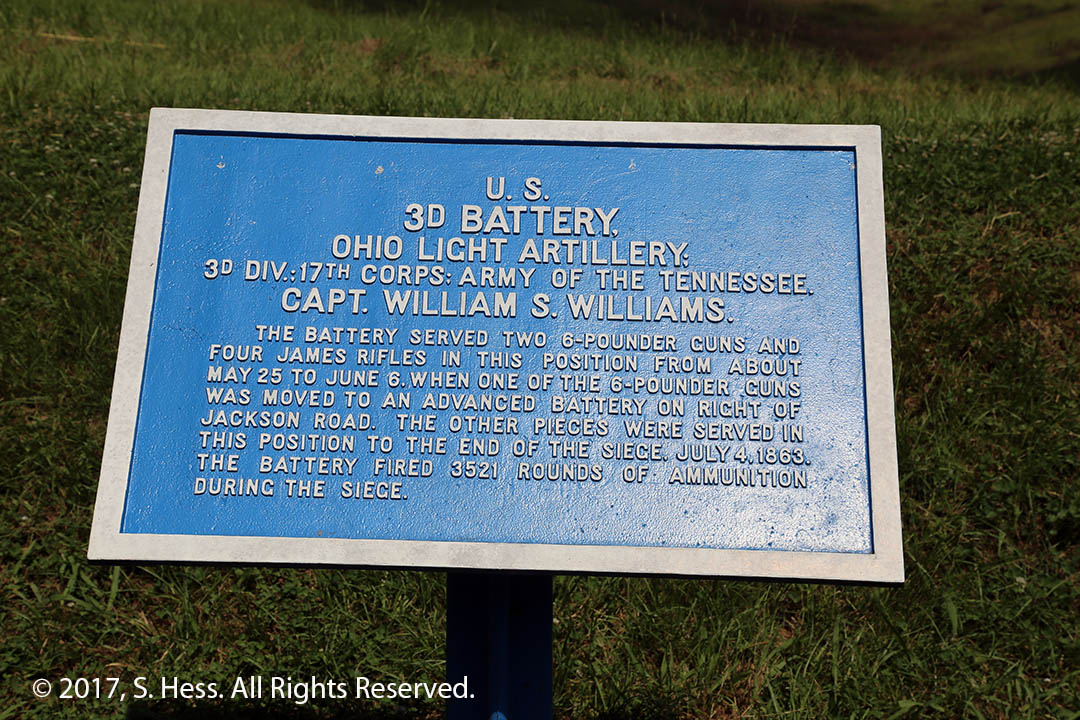 U. S.
3D BATTERY,
OHIO LIGHT ARTILLERY;
3D DIV.; 17TH CORPS; ARMY OF THE TENNESSEE.
CAPT. WILLIAM S. WILLIAMS.
THE BATTERY SERVED TWO 6-POUNDER GUNS AND
FOUR JAMES RIFLES IN THIS POSITION FROM ABOUT
MAY 25 TO JUNE 6, WHEN ONE OF THE 6-POUNDER GUNS
WAS MOVED TO AN ADVANCED BATTERY ON RIGHT OF
JACKSON ROAD. THE OTHER PIECES WERE SERVED IN
THIS POSITION TO THE END OF THE SIEGE, JULY 4, 1863.
THE BATTERY FIRED 3521 ROUNDS OF AMMUNITION
DURING THE SIEGE.
© 2017, S. Hess. All Rights Reserved.